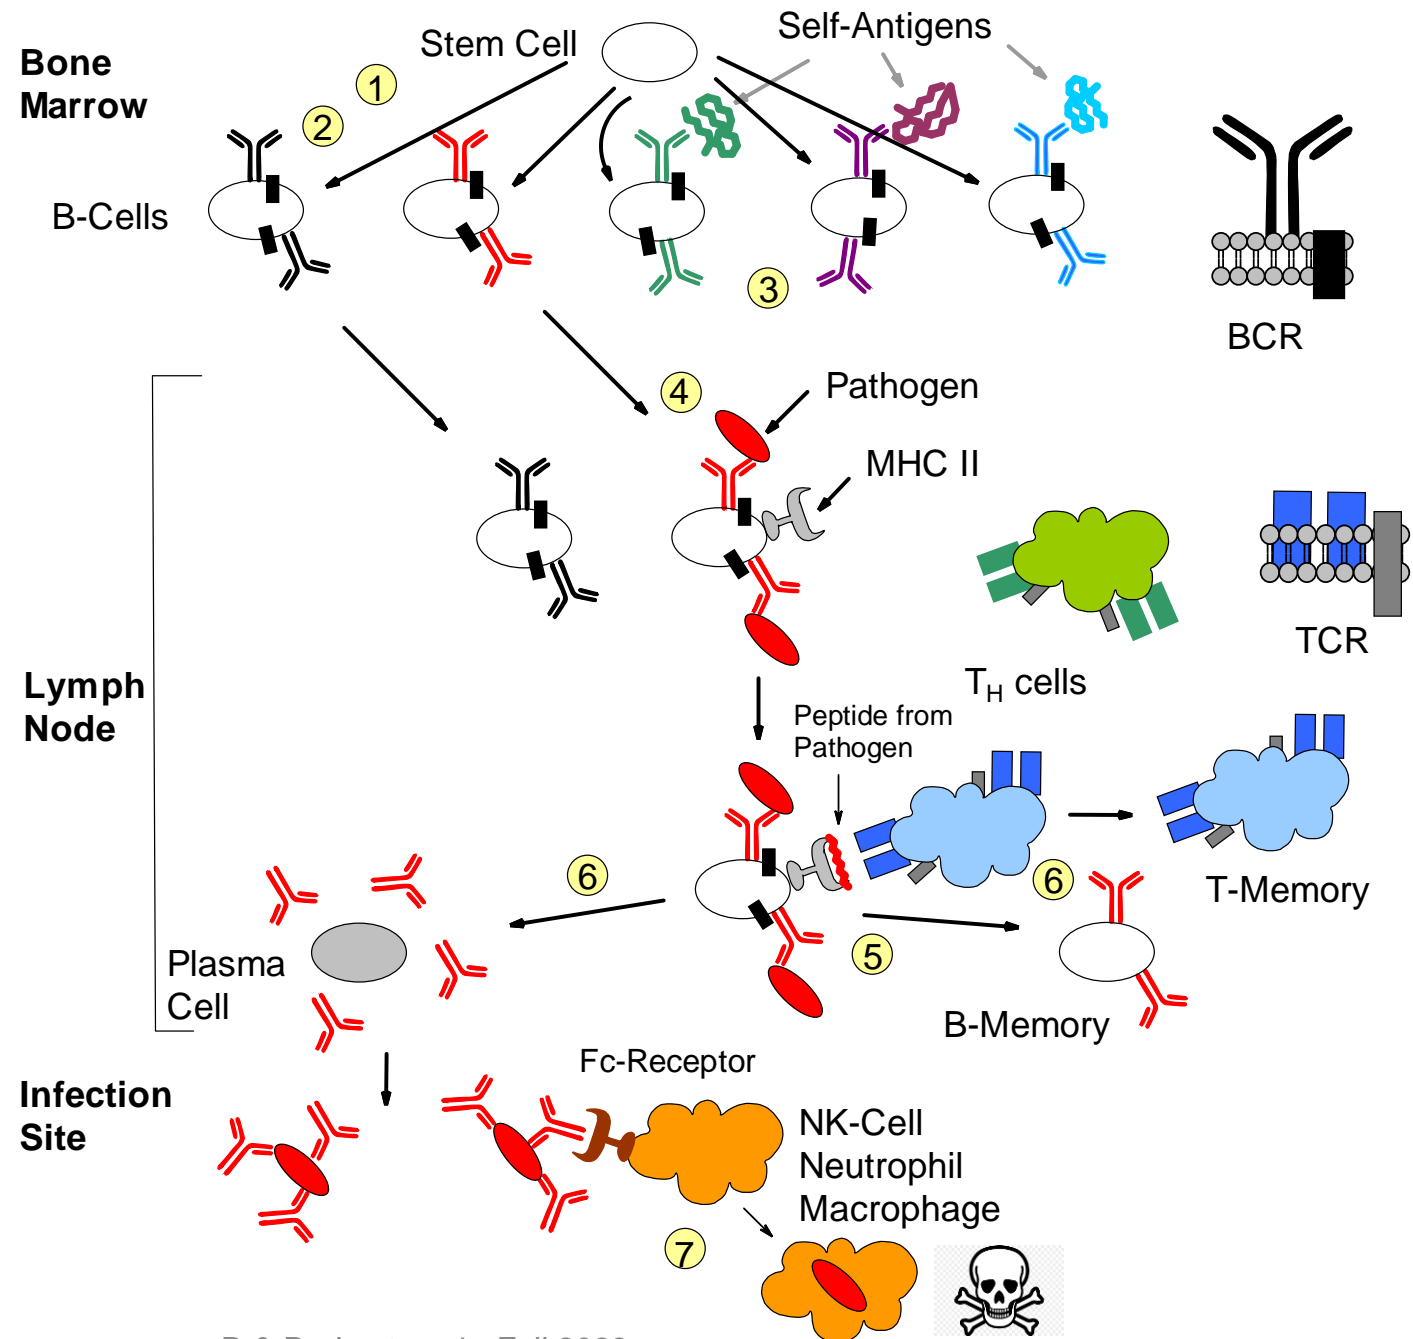 Stem Cell
Self-Antigens
Bone
Marrow
1
2
B-Cells
3
BCR
4
Pathogen
MHC II
TCR
TH cells
Lymph
Node
Peptide from
Pathogen
6
6
T-Memory
5
Plasma
Cell
B-Memory
Fc-Receptor
Infection
Site
NK-Cell
Neutrophil
Macrophage
7